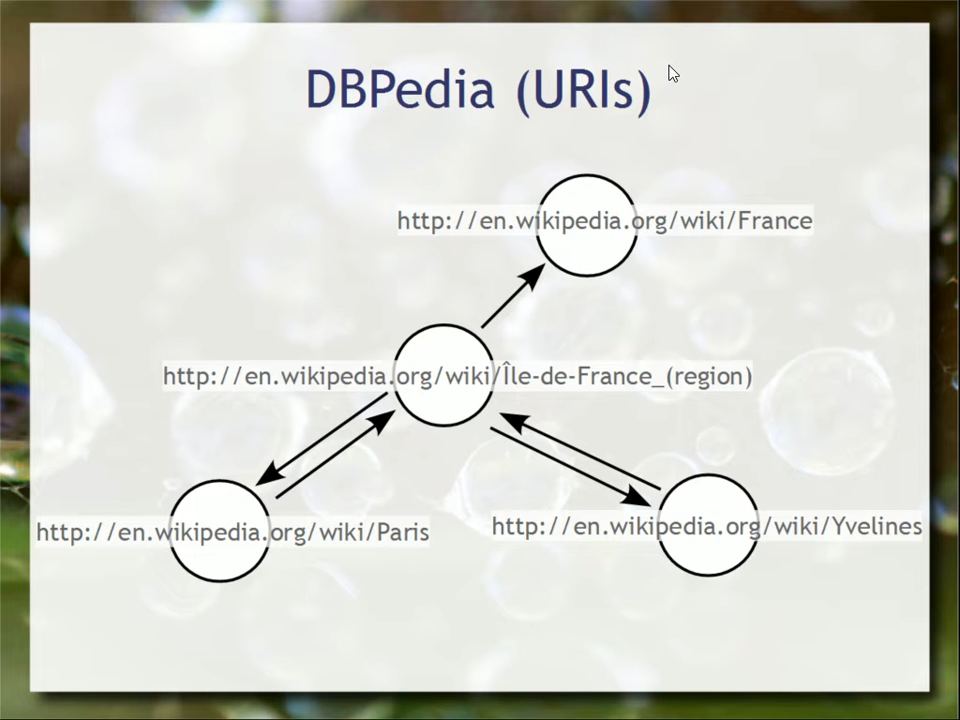 DBPedia (URIs)
http://en.wikipedia.org/wiki/France
http://en.wikipedia.org/wiki/Île-de-France_(region)
http://en.wikipedia.org/wiki/Paris
http://en.wikipedia.org/wiki/Yvelines